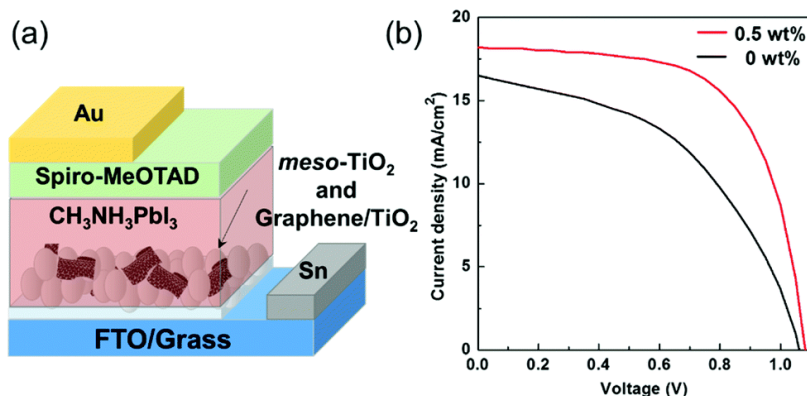 (a)
Au
Spiro-MeOTAD
CH₃NH₃PbI₃
meso-TiO₂
and
Graphene/TiO₂
Sn
FTO/Grass
(b)
20
15
10
5
0
0.0 0.2 0.4 0.6 0.8 1.0
Current density (mA/cm²)
Voltage (V)
0.5 wt%
0 wt%